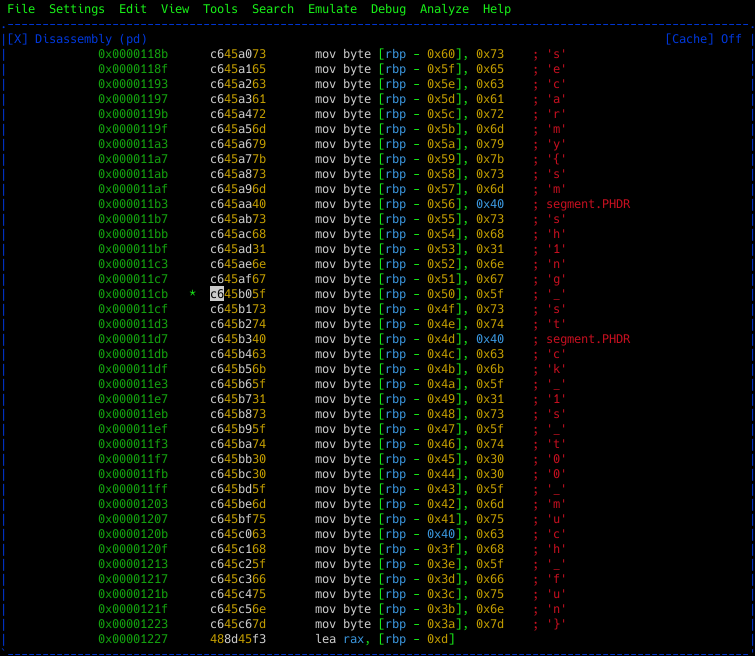 File Settings Edit View Tools Search Emulate Debug Analyze Help
[X] Disassembly (pd) [Cache] Off
0x0000118b c645a073 mov byte [rbp - 0x60], 0x73 ; 's'
0x0000118f c645a165 mov byte [rbp - 0x5f], 0x65 ; 'e'
0x00001193 c645a263 mov byte [rbp - 0x5e], 0x63 ; 'c'
0x00001197 c645a361 mov byte [rbp - 0x5d], 0x61 ; 'a'
0x0000119b c645a472 mov byte [rbp - 0x5c], 0x72 ; 'r'
0x0000119f c645a56d mov byte [rbp - 0x5b], 0x6d ; 'm'
0x000011a3 c645a679 mov byte [rbp - 0x5a], 0x79 ; 'y'
0x000011a7 c645a77b mov byte [rbp - 0x59], 0x7b ; '{'
0x000011ab c645a873 mov byte [rbp - 0x58], 0x73 ; 's'
0x000011af c645a96d mov byte [rbp - 0x57], 0x6d ; 'm'
0x000011b3 c645aa40 mov byte [rbp - 0x56], 0x40 ; segment.PHDR
0x000011b7 c645ab73 mov byte [rbp - 0x55], 0x73 ; 's'
0x000011bb c645ac68 mov byte [rbp - 0x54], 0x68 ; 'h'
0x000011bf c645ad31 mov byte [rbp - 0x53], 0x31 ; '1'
0x000011c3 c645ae6e mov byte [rbp - 0x52], 0x6e ; 'n'
0x000011c7 c645af67 mov byte [rbp - 0x51], 0x67 ; 'g'
0x000011cb * c645b05f mov byte [rbp - 0x50], 0x5f ; '_'
0x000011cf c645b173 mov byte [rbp - 0x4f], 0x73 ; 's'
0x000011d3 c645b274 mov byte [rbp - 0x4e], 0x74 ; 't'
0x000011d7 c645b340 mov byte [rbp - 0x4d], 0x40 ; segment.PHDR
0x000011db c645b463 mov byte [rbp - 0x4c], 0x63 ; 'c'
0x000011df c645b56b mov byte [rbp - 0x4b], 0x6b ; 'k'
0x000011e3 c645b65f mov byte [rbp - 0x4a], 0x5f ; '_'
0x000011e7 c645b731 mov byte [rbp - 0x49], 0x31 ; '1'
0x000011eb c645b873 mov byte [rbp - 0x48], 0x73 ; 's'
0x000011ef c645b95f mov byte [rbp - 0x47], 0x5f ; '_'
0x000011f3 c645ba74 mov byte [rbp - 0x46], 0x74 ; 't'
0x000011f7 c645bb30 mov byte [rbp - 0x45], 0x30 ; '0'
0x000011fb c645bc30 mov byte [rbp - 0x44], 0x30 ; '0'
0x000011ff c645bd5f mov byte [rbp - 0x43], 0x5f ; '_'
0x00001203 c645be6d mov byte [rbp - 0x42], 0x6d ; 'm'
0x00001207 c645bf75 mov byte [rbp - 0x41], 0x75 ; 'u'
0x0000120b c645c063 mov byte [rbp - 0x40], 0x63 ; 'c'
0x0000120f c645c168 mov byte [rbp - 0x3f], 0x68 ; 'h'
0x00001213 c645c25f mov byte [rbp - 0x3e], 0x5f ; '_'
0x00001217 c645c366 mov byte [rbp - 0x3d], 0x66 ; 'f'
0x0000121b c645c475 mov byte [rbp - 0x3c], 0x75 ; 'u'
0x0000121f c645c56e mov byte [rbp - 0x3b], 0x6e ; 'n'
0x00001223 c645c67d mov byte [rbp - 0x3a], 0x7d ; '}'
0x00001227 488d45f3 lea rax, [rbp - 0xd]